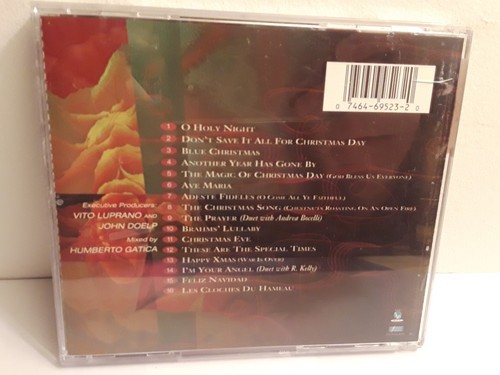 0 7464-69523-2 0
1 O Holy Night
2 Don't Save It All For Christmas Day
3 Blue Christmas
4 Another Year Has Gone By
5 The Magic Of Christmas Day (God Bless Us Everyone)
6 Ave Maria
7 Adeste Fideles (O Come All Ye Faithful)
8 The Christmas Song (Chestnuts Roasting On An Open Fire)
9 The Prayer (Duet with Andrea Bocelli)
10 Brahms' Lullaby
11 Christmas Eve
12 These Are The Special Times
13 Happy Xmas (War Is Over)
14 I'm Your Angel (Duet with R. Kelly)
15 Feliz Navidad
16 Les Cloches Du Hameau
Executive Producers
VITO LUPRANO AND
JOHN DOELP
Mixed by
HUMBERTO GATICA